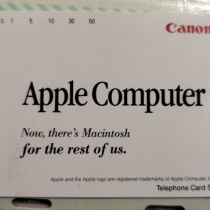 0 1 5 10 30 50
Canon
Apple Computer
Now, there's Macintosh
for the rest of us.
Apple and the Apple logo are registered trademarks of Apple Computer, I
Telephone Card 5